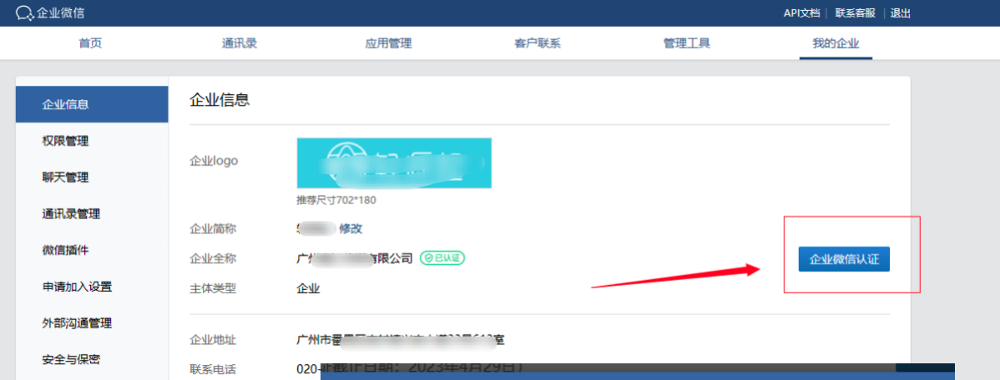 企业微信
API文档 | 联系客服 | 退出
首页 通讯录 应用管理 客户联系 管理工具 我的企业
企业信息
权限管理
聊天管理
通讯录管理
微信插件
申请加入设置
外部沟通管理
安全与保密
企业信息
企业logo
推荐尺寸702*180
企业简称 修改
企业全称 广州 有限公司 已认证
企业微信认证
主体类型 企业
企业地址 广州市番 室
联系电话 020-
截止日期：2023年4月29日）